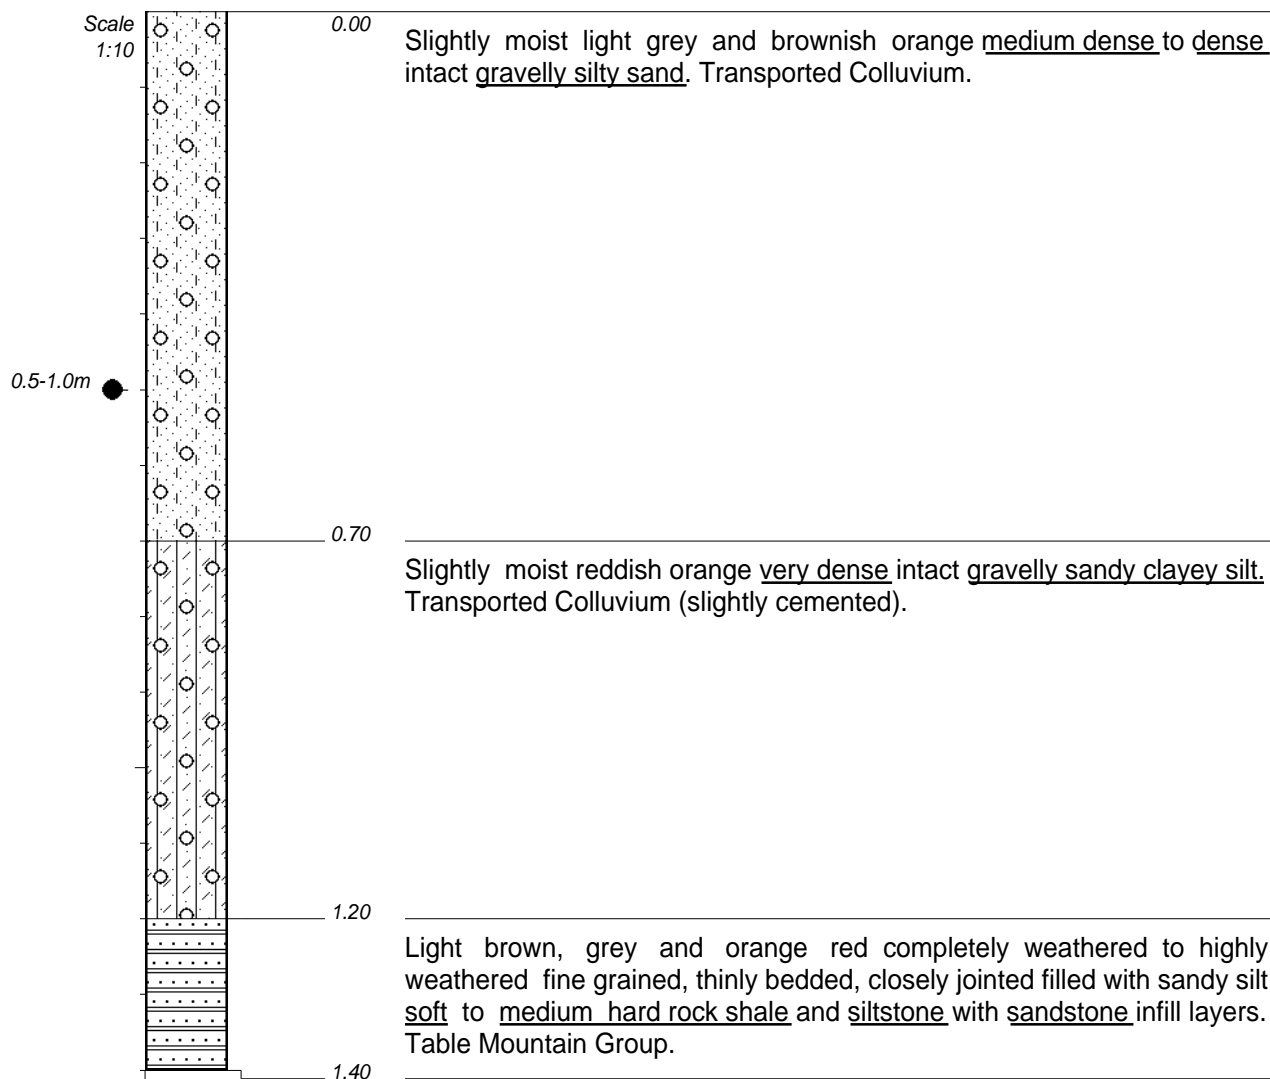 Scale
1:10
0.00
Slightly moist light grey and brownish orange medium dense to dense
intact gravelly silty sand. Transported Colluvium.
0.5-1.0m
0.70
Slightly moist reddish orange very dense intact gravelly sandy clayey silt.
Transported Colluvium (slightly cemented).
1.20
Light brown, grey and orange red completely weathered to highly
weathered fine grained, thinly bedded, closely jointed filled with sandy silt
soft to medium hard rock shale and siltstone with sandstone infill layers.
Table Mountain Group.
1.40